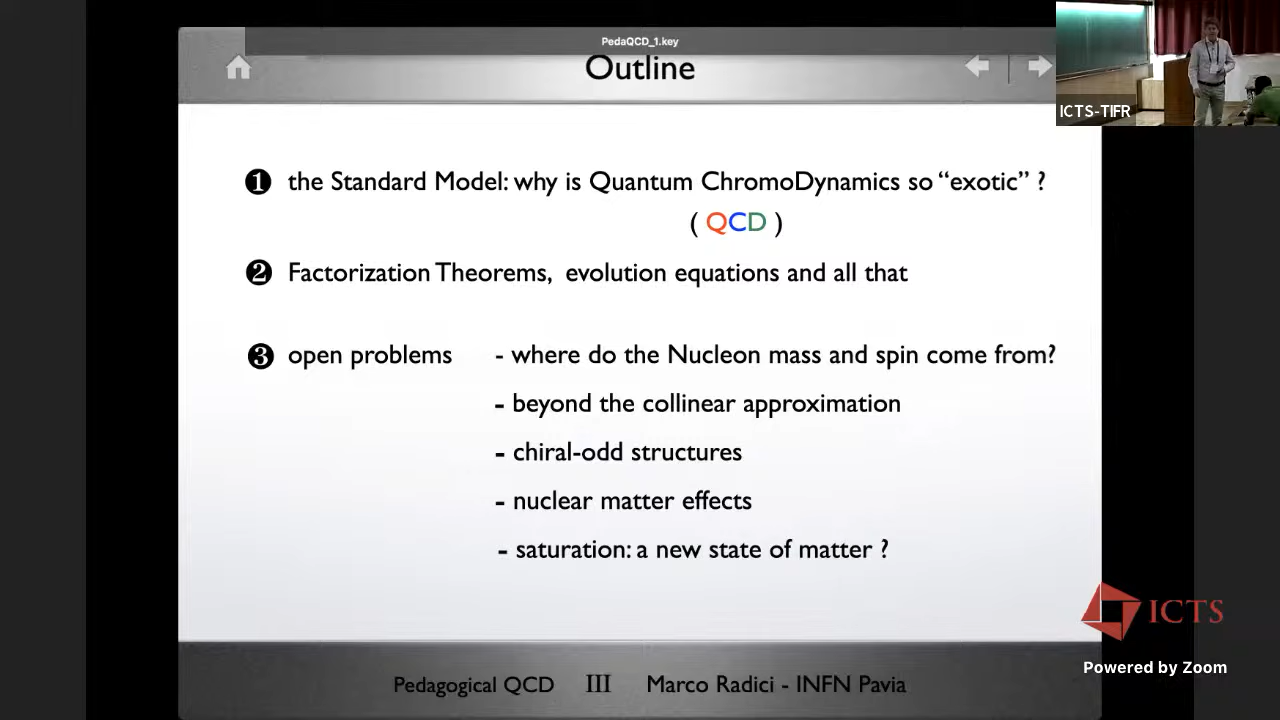 PedaQCD_1.key
Outline
ICTS-TIFR
❶ the Standard Model: why is Quantum ChromoDynamics so “exotic” ?
( QCD )
❷ Factorization Theorems, evolution equations and all that
❸ open problems - where do the Nucleon mass and spin come from?
- beyond the collinear approximation
- chiral-odd structures
- nuclear matter effects
- saturation: a new state of matter ?
ICTS
Powered by Zoom
Pedagogical QCD III Marco Radici - INFN Pavia